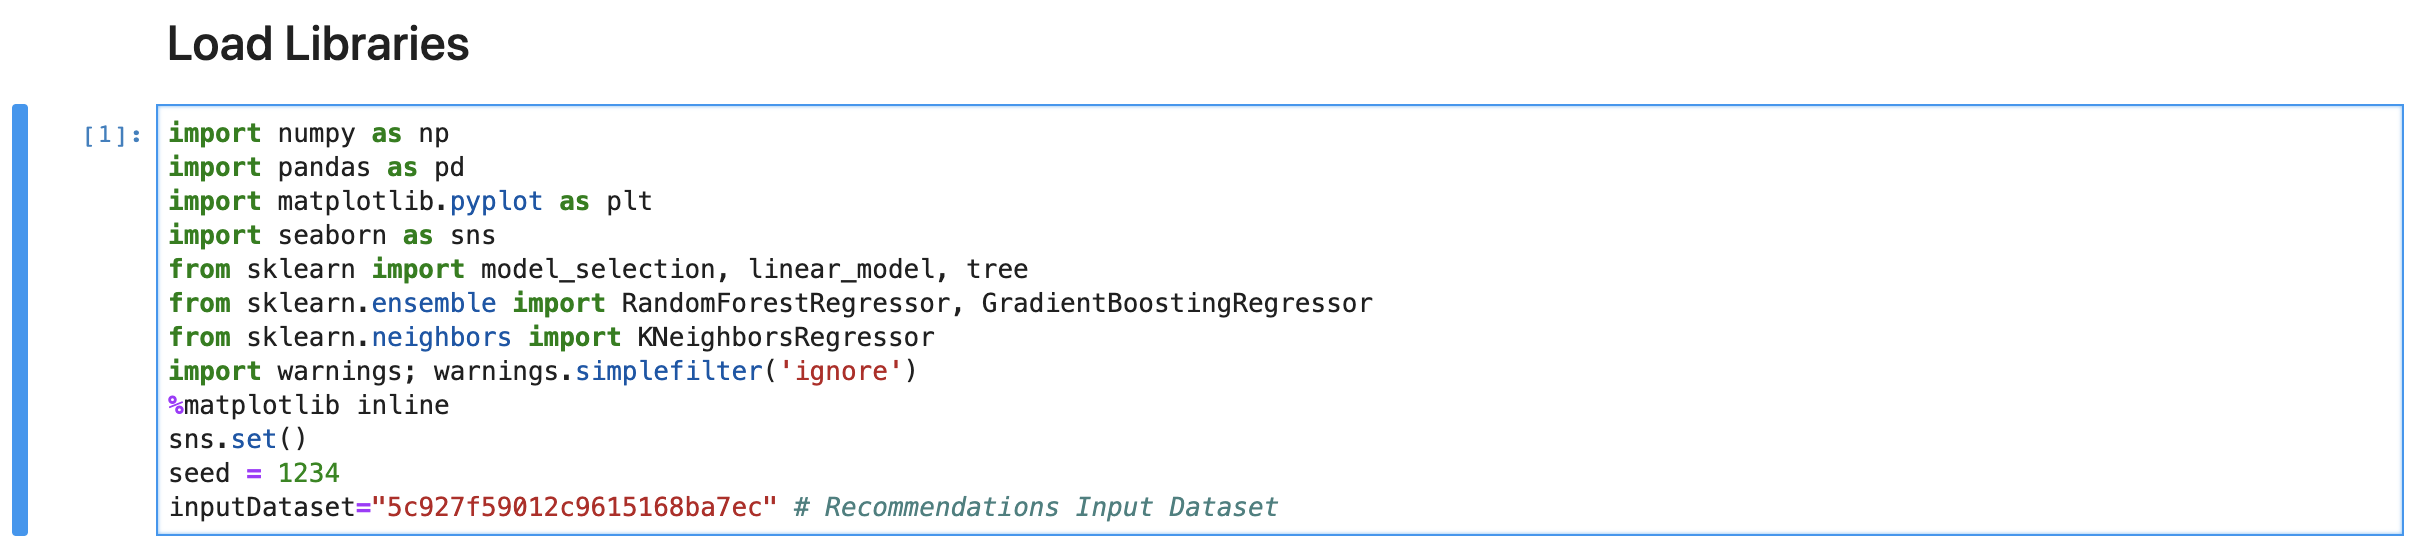 Load Libraries
[1]:
import numpy as np
import pandas as pd
import matplotlib.pyplot as plt
import seaborn as sns
from sklearn import model_selection, linear_model, tree
from sklearn.ensemble import RandomForestRegressor, GradientBoostingRegressor
from sklearn.neighbors import KNeighborsRegressor
import warnings; warnings.simplefilter('ignore')
%matplotlib inline
sns.set()
seed = 1234
inputDataset="5c927f59012c9615168ba7ec" # Recommendations Input Dataset